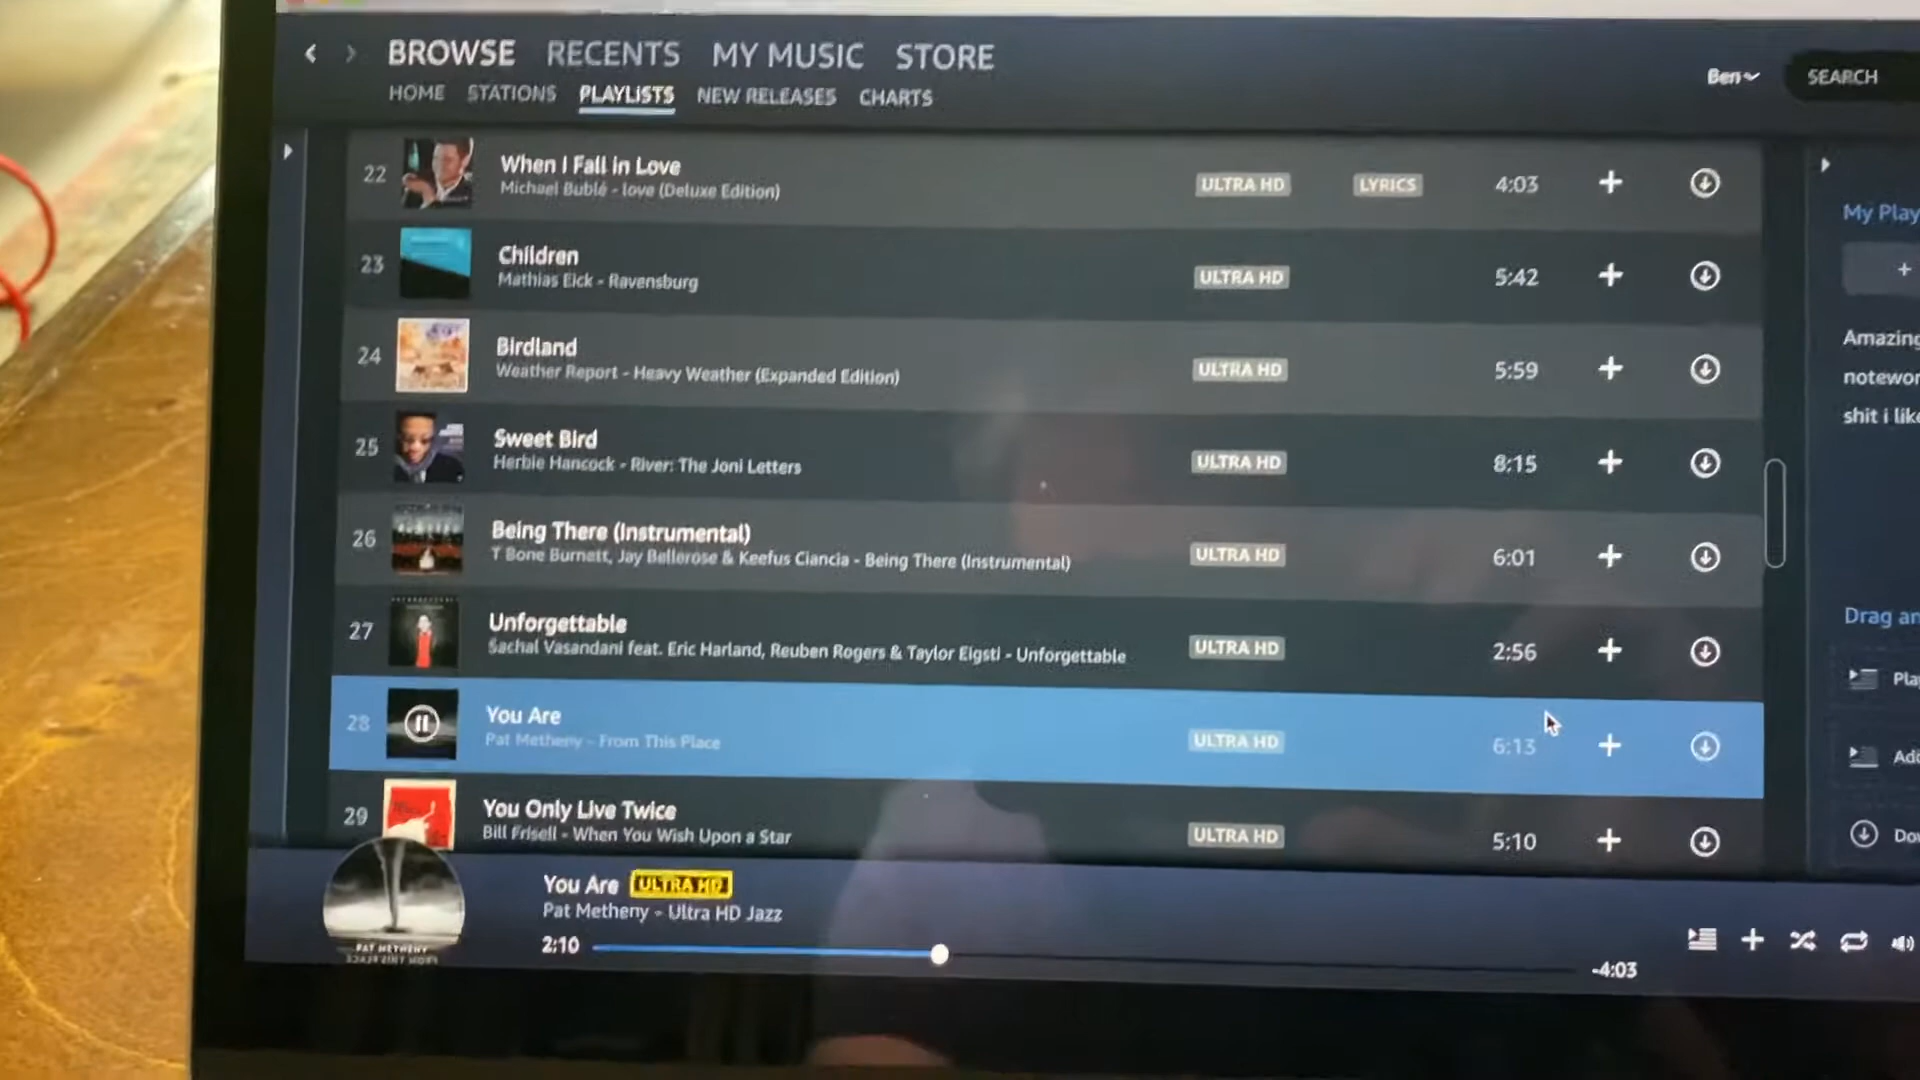 BROWSE RECENTS MY MUSIC STORE
Ben SEARCH
HOME STATIONS PLAYLISTS NEW RELEASES CHARTS
22 When I Fall in Love
Michael Bublé - love (Deluxe Edition)
ULTRA HD LYRICS 4:03
23 Children
Mathias Eick - Ravensburg
ULTRA HD 5:42
24 Birdland
Weather Report - Heavy Weather (Expanded Edition)
ULTRA HD 5:59
25 Sweet Bird
Herbie Hancock - River: The Joni Letters
ULTRA HD 8:15
26 Being There (Instrumental)
T Bone Burnett, Jay Bellerose & Keefus Ciancia - Being There (Instrumental)
ULTRA HD 6:01
27 Unforgettable
Sachal Vasandani feat. Eric Harland, Reuben Rogers & Taylor Eigsti - Unforgettable
ULTRA HD 2:56
28 You Are
Pat Metheny - From This Place
ULTRA HD 6:13
29 You Only Live Twice
Bill Frisell - When You Wish Upon a Star
ULTRA HD 5:10
My Play
+
Amazing
notewor
shit i like
Drag an
Play
Add
Dow
PAT METHENY
You Are ULTRA HD
Pat Metheny - Ultra HD Jazz
2:10
-4:03